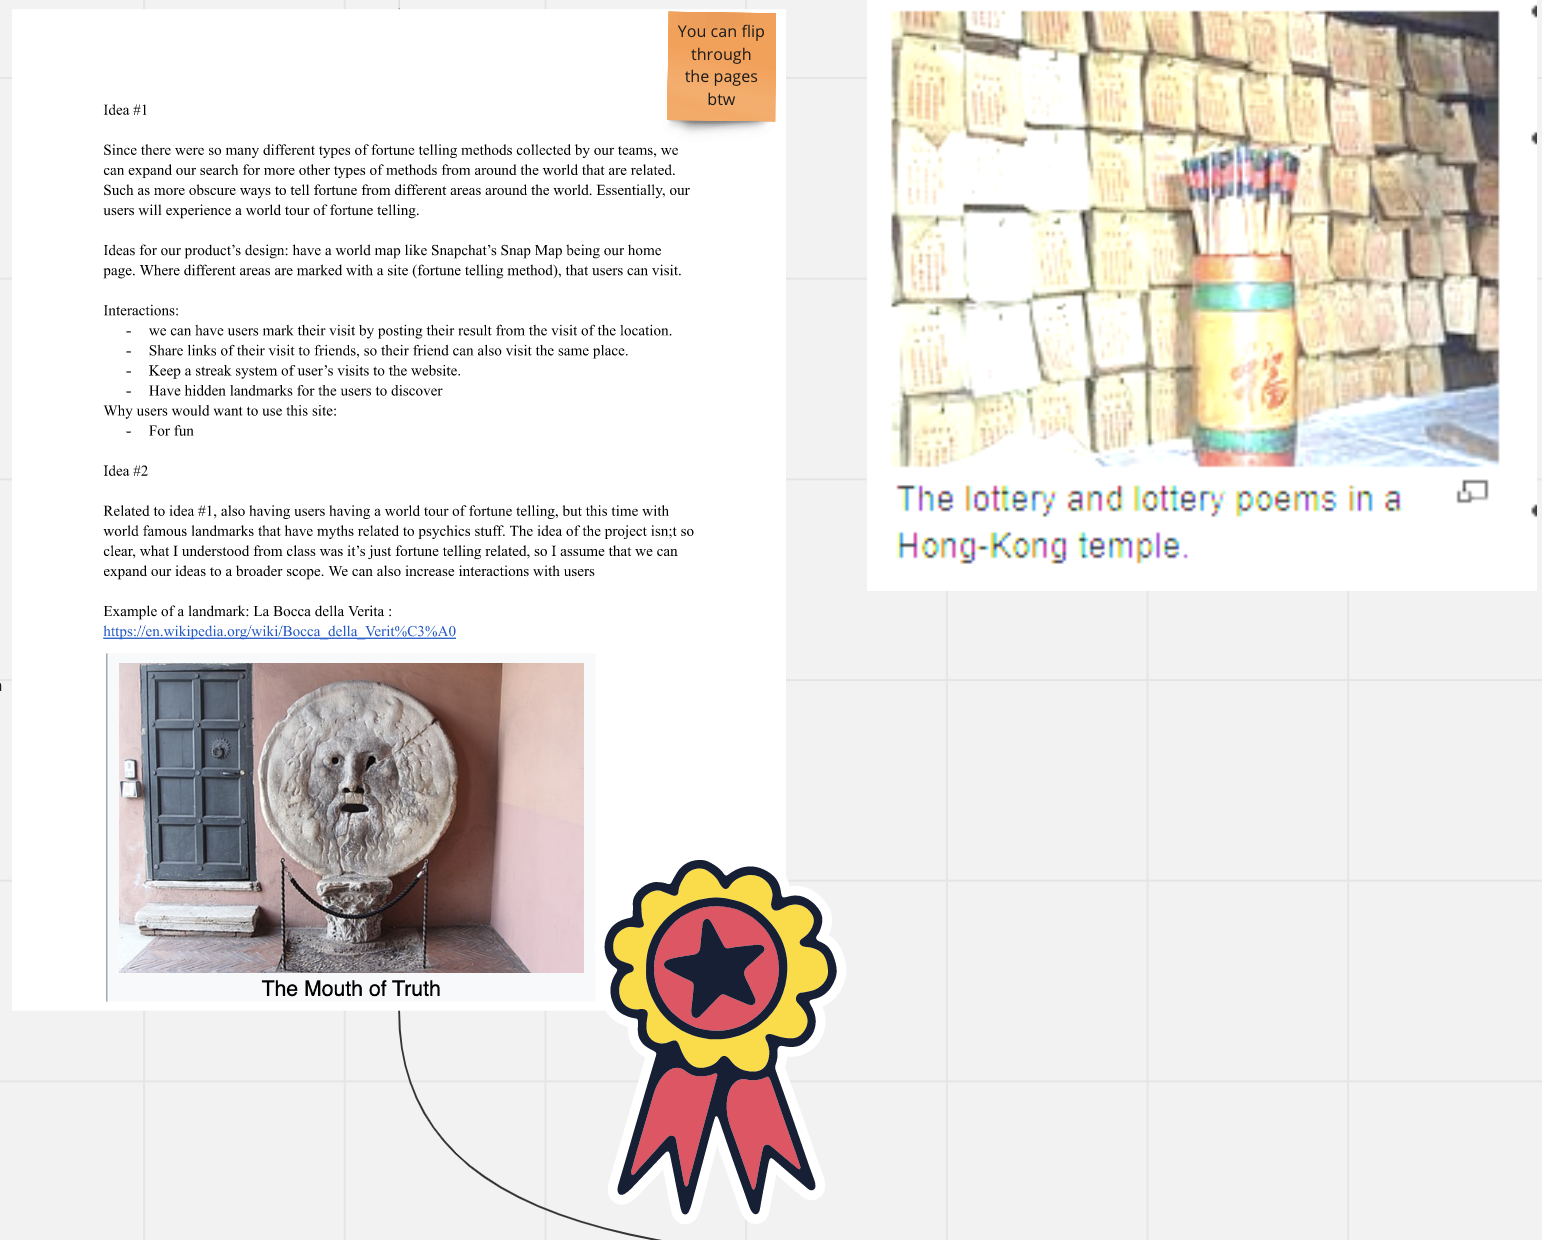 You can flip
through
the pages
btw
Idea #1
Since there were so many different types of fortune telling methods collected by our teams, we
can expand our search for more other types of methods from around the world that are related.
Such as more obscure ways to tell fortune from different areas around the world. Essentially, our
users will experience a world tour of fortune telling.
Ideas for our product’s design: have a world map like Snapchat’s Snap Map being our home
page. Where different areas are marked with a site (fortune telling method), that users can visit.
Interactions:
- we can have users mark their visit by posting their result from the visit of the location.
- Share links of their visit to friends, so their friend can also visit the same place.
- Keep a streak system of user’s visits to the website.
- Have hidden landmarks for the users to discover
Why users would want to use this site:
- For fun
Idea #2
Related to idea #1, also having users having a world tour of fortune telling, but this time with
world famous landmarks that have myths related to psychics stuff. The idea of the project isn;t so
clear, what I understood from class was it’s just fortune telling related, so I assume that we can
expand our ideas to a broader scope. We can also increase interactions with users
Example of a landmark: La Bocca della Verita :
https://en.wikipedia.org/wiki/Bocca_della_Verit%C3%A0
The Mouth of Truth
福
The lottery and lottery poems in a
Hong-Kong temple.